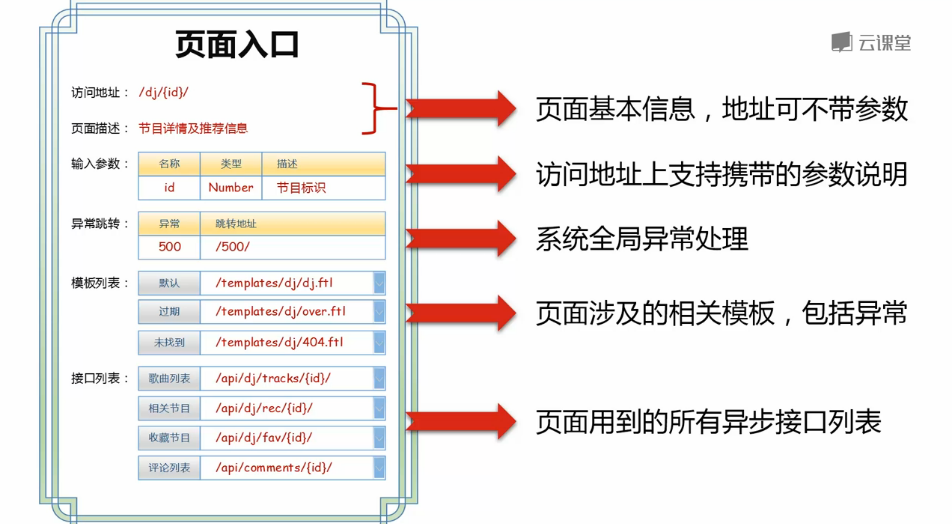 页面入口
云课堂
访问地址： /dj/{id}/
页面描述： 节目详情及推荐信息
页面基本信息，地址可不带参数
输入参数： 名称 类型 描述
id Number 节目标识
访问地址上支持携带的参数说明
异常跳转： 异常 跳转地址
500 /500/
系统全局异常处理
模板列表： 默认 /templates/dj/dj.ftl
过期 /templates/dj/over.ftl
未找到 /templates/dj/404.ftl
页面涉及的相关模板，包括异常
接口列表： 歌曲列表 /api/dj/tracks/{id}/
相关节目 /api/dj/rec/{id}/
收藏节目 /api/dj/fav/{id}/
评论列表 /api/comments/{id}/
页面用到的所有异步接口列表